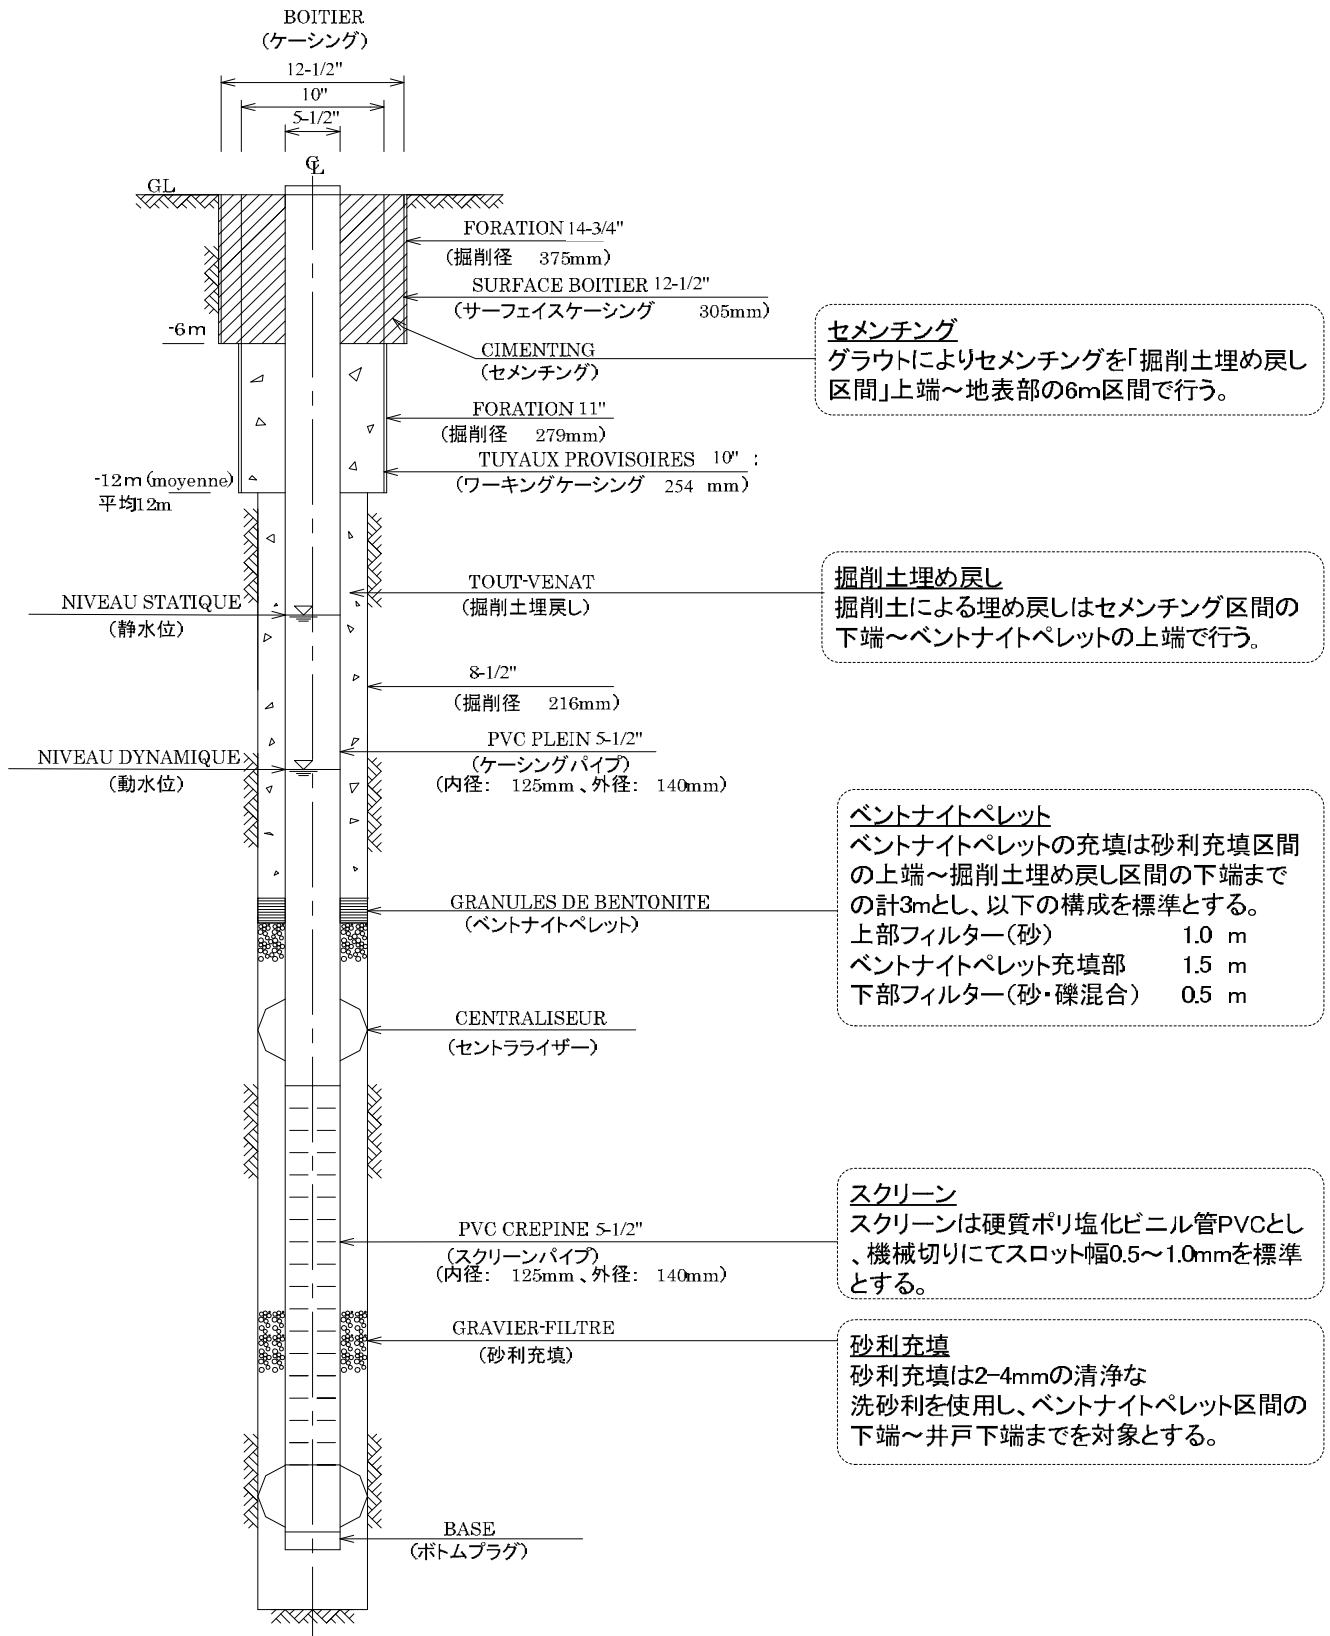 BOITIER
(ケーシング)
12-1/2"
10"
5-1/2"
℄
GL
FORATION 14-3/4"
(掘削径 375mm)
SURFACE BOITIER 12-1/2"
(サーフェイスケーシング 305mm)
-6m
CIMENTING
(セメンチング)
セメンチング
グラウトによりセメンチングを「掘削土埋め戻し
区間」上端～地表部の6m区間で行う。
FORATION 11"
(掘削径 279mm)
TUYAUX PROVISOIRES 10" :
(ワーキングケーシング 254 mm)
-12m (moyenne)
平均12m
TOUT-VENAT
(掘削土埋戻し)
掘削土埋め戻し
掘削土による埋め戻しはセメンチング区間の
下端～ベントナイトペレットの上端で行う。
NIVEAU STATIQUE
(静水位)
8-1/2"
(掘削径 216mm)
PVC PLEIN 5-1/2"
(ケーシングパイプ)
(内径: 125mm、外径: 140mm)
NIVEAU DYNAMIQUE
(動水位)
GRANULES DE BENTONITE
(ベントナイトペレット)
ベントナイトペレット
ベントナイトペレットの充填は砂利充填区間
の上端～掘削土埋め戻し区間の下端まで
の計3mとし、以下の構成を標準とする。
上部フィルター(砂) 1.0 m
ベントナイトペレット充填部 1.5 m
下部フィルター(砂・礫混合) 0.5 m
CENTRALISEUR
(セントラライザー)
PVC CREPINE 5-1/2"
(スクリーンパイプ)
(内径: 125mm、外径: 140mm)
スクリーン
スクリーンは硬質ポリ塩化ビニル管PVCとし
、機械切りにてスロット幅0.5～1.0mmを標準
とする。
GRAVIER-FILTRE
(砂利充填)
砂利充填
砂利充填は2-4mmの清浄な
洗砂利を使用し、ベントナイトペレット区間の
下端～井戸下端までを対象とする。
BASE
(ボトムプラグ)